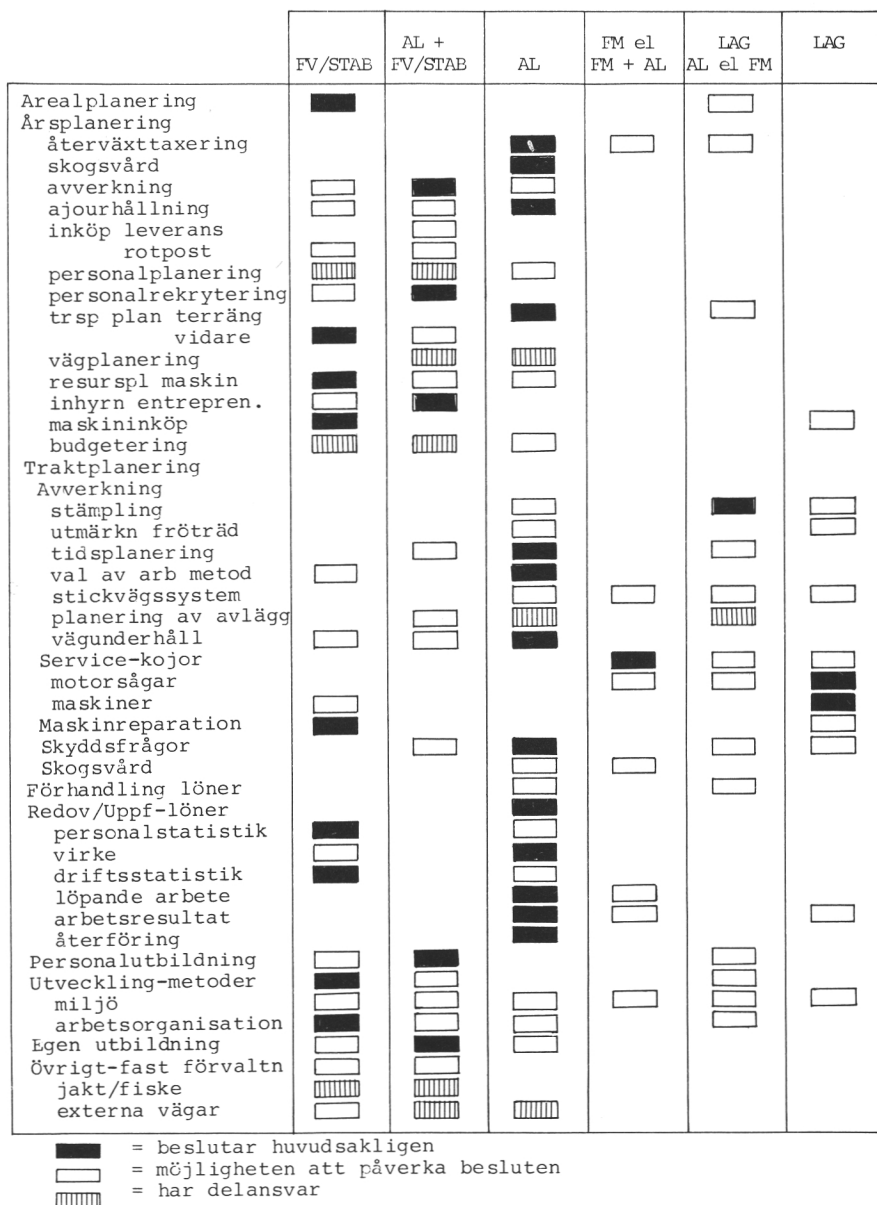 AL + FM el LAG LAG
FV/STAB FV/STAB AL FM + AL AL el FM
Arealplanering
Årsplanering
återväxttaxering
skogsvård
avverkning
ajourhållning
inköp leverans
rotpost
personalplanering
personalrekrytering
trsp plan terräng
vidare
vägplanering
resurspl maskin
inhyrn entrepren.
maskininköp
budgetering
Traktplanering
Avverkning
stämpling
utmärkn fröträd
tidsplanering
val av arb metod
stickvägssystem
planering av avlägg
vägunderhåll
Service-kojor
motorsågar
maskiner
Maskinreparation
Skyddsfrågor
Skogsvård
Förhandling löner
Redov/Uppf-löner
personalstatistik
virke
driftsstatistik
löpande arbete
arbetsresultat
återföring
Personalutbildning
Utveckling-metoder
miljö
arbetsorganisation
Egen utbildning
Övrigt-fast förvaltn
jakt/fiske
externa vägar
= beslutar huvudsakligen
= möjligheten att påverka besluten
= har delansvar